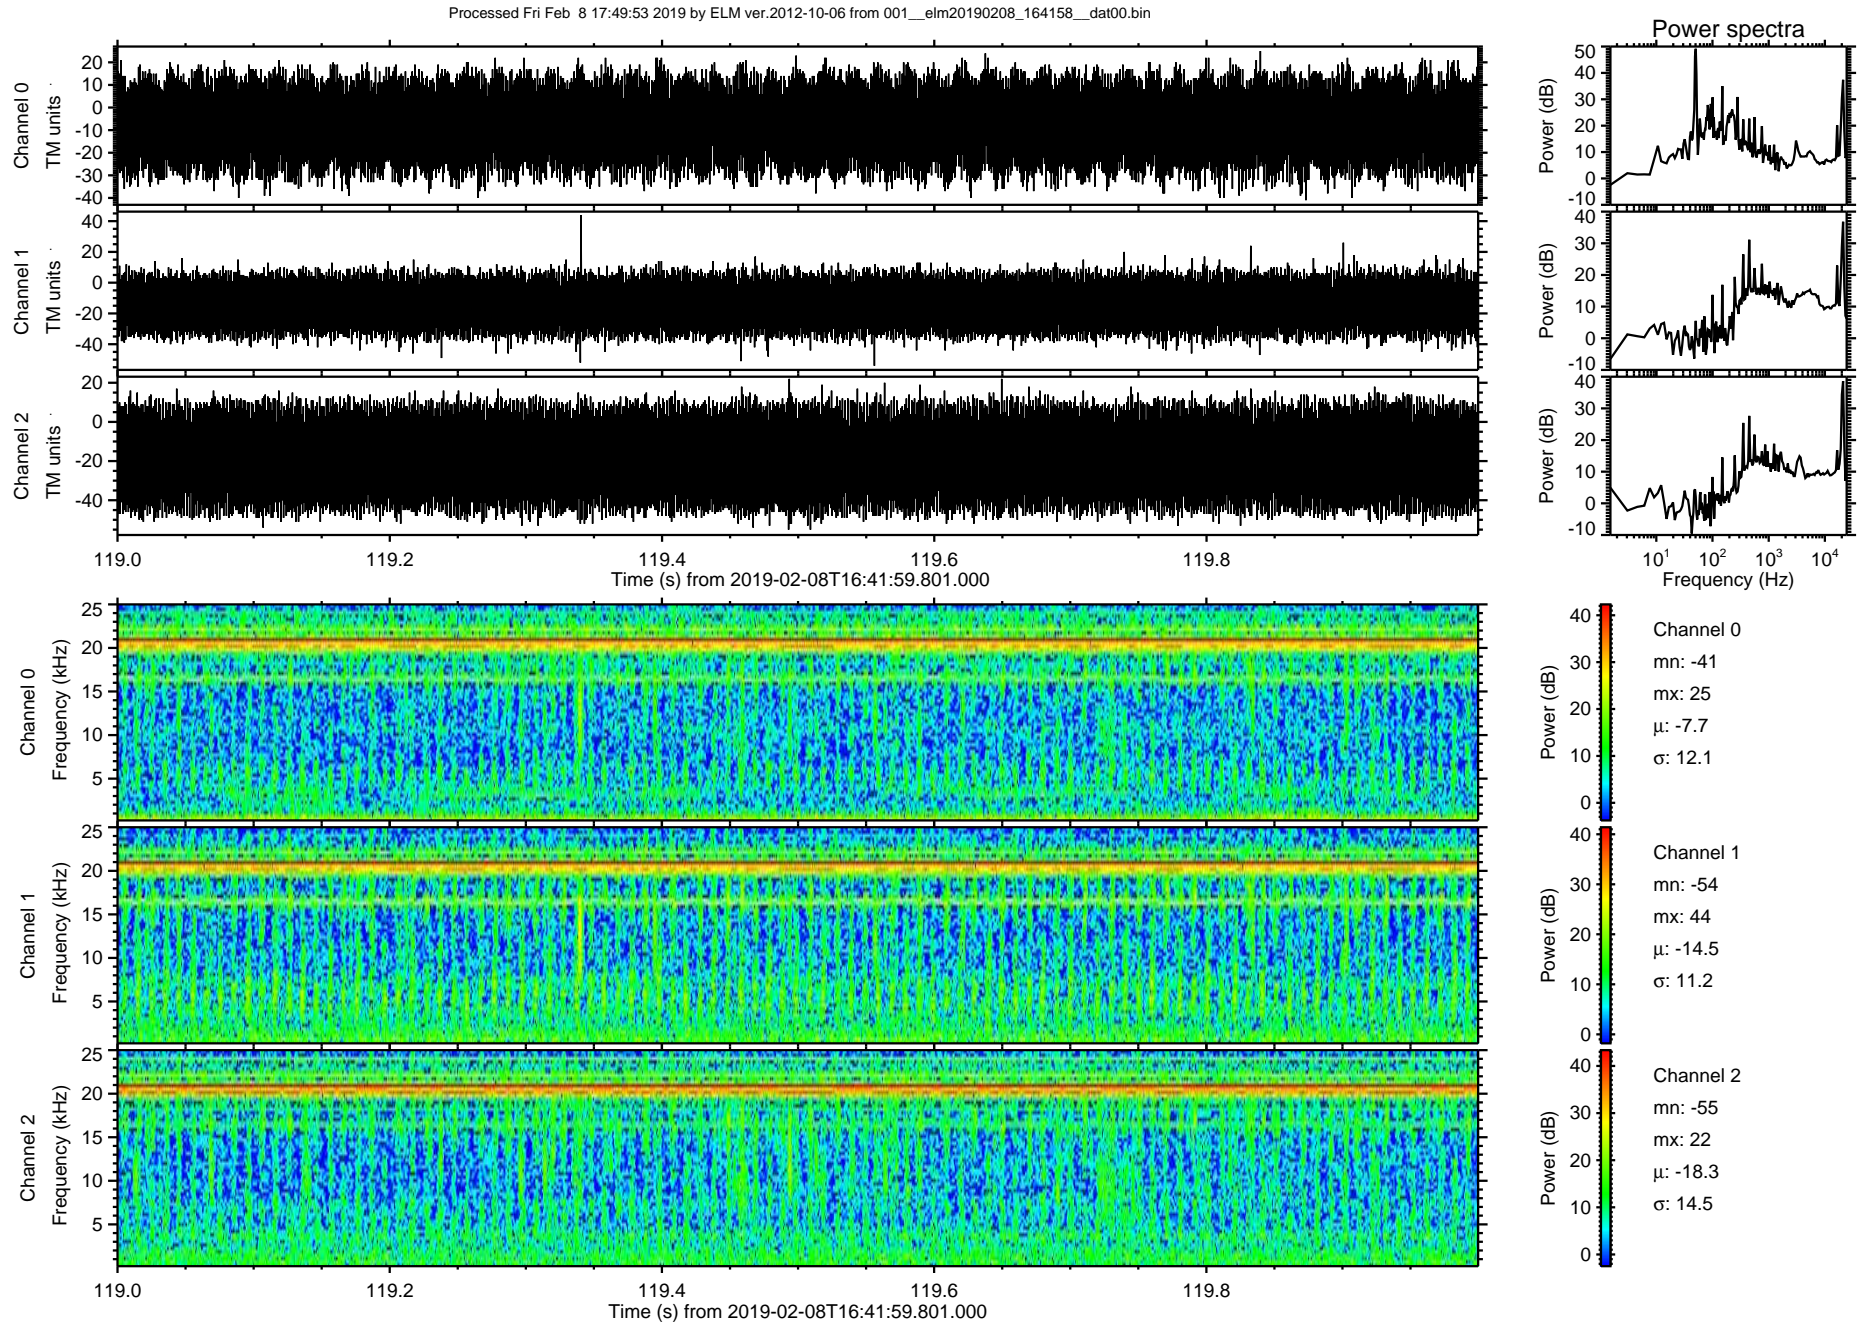 Processed Fri Feb  8 17:49:53 2019 by ELM ver.2012-10-06 from 001__elm20190208_164158__dat00.bin
Power spectra
Channel 0
TM units
20
10
0
-10
-20
-30
-40
Power (dB)
50
40
30
20
10
0
-10
Channel 1
TM units
40
20
0
-20
-40
Power (dB)
40
30
20
10
0
-10
Channel 2
TM units
20
0
-20
-40
Power (dB)
40
30
20
10
0
-10
119.0 119.2 119.4 119.6 119.8
Time (s) from 2019-02-08T16:41:59.801.000
10^1 10^2 10^3 10^4
Frequency (Hz)
Channel 0
Frequency (kHz)
25
20
15
10
5
Power (dB)
40
30
20
10
0
Channel 0
mn: -41
mx: 25
μ: -7.7
σ: 12.1
Channel 1
Frequency (kHz)
25
20
15
10
5
Power (dB)
40
30
20
10
0
Channel 1
mn: -54
mx: 44
μ: -14.5
σ: 11.2
Channel 2
Frequency (kHz)
25
20
15
10
5
Power (dB)
40
30
20
10
0
Channel 2
mn: -55
mx: 22
μ: -18.3
σ: 14.5
119.0 119.2 119.4 119.6 119.8
Time (s) from 2019-02-08T16:41:59.801.000